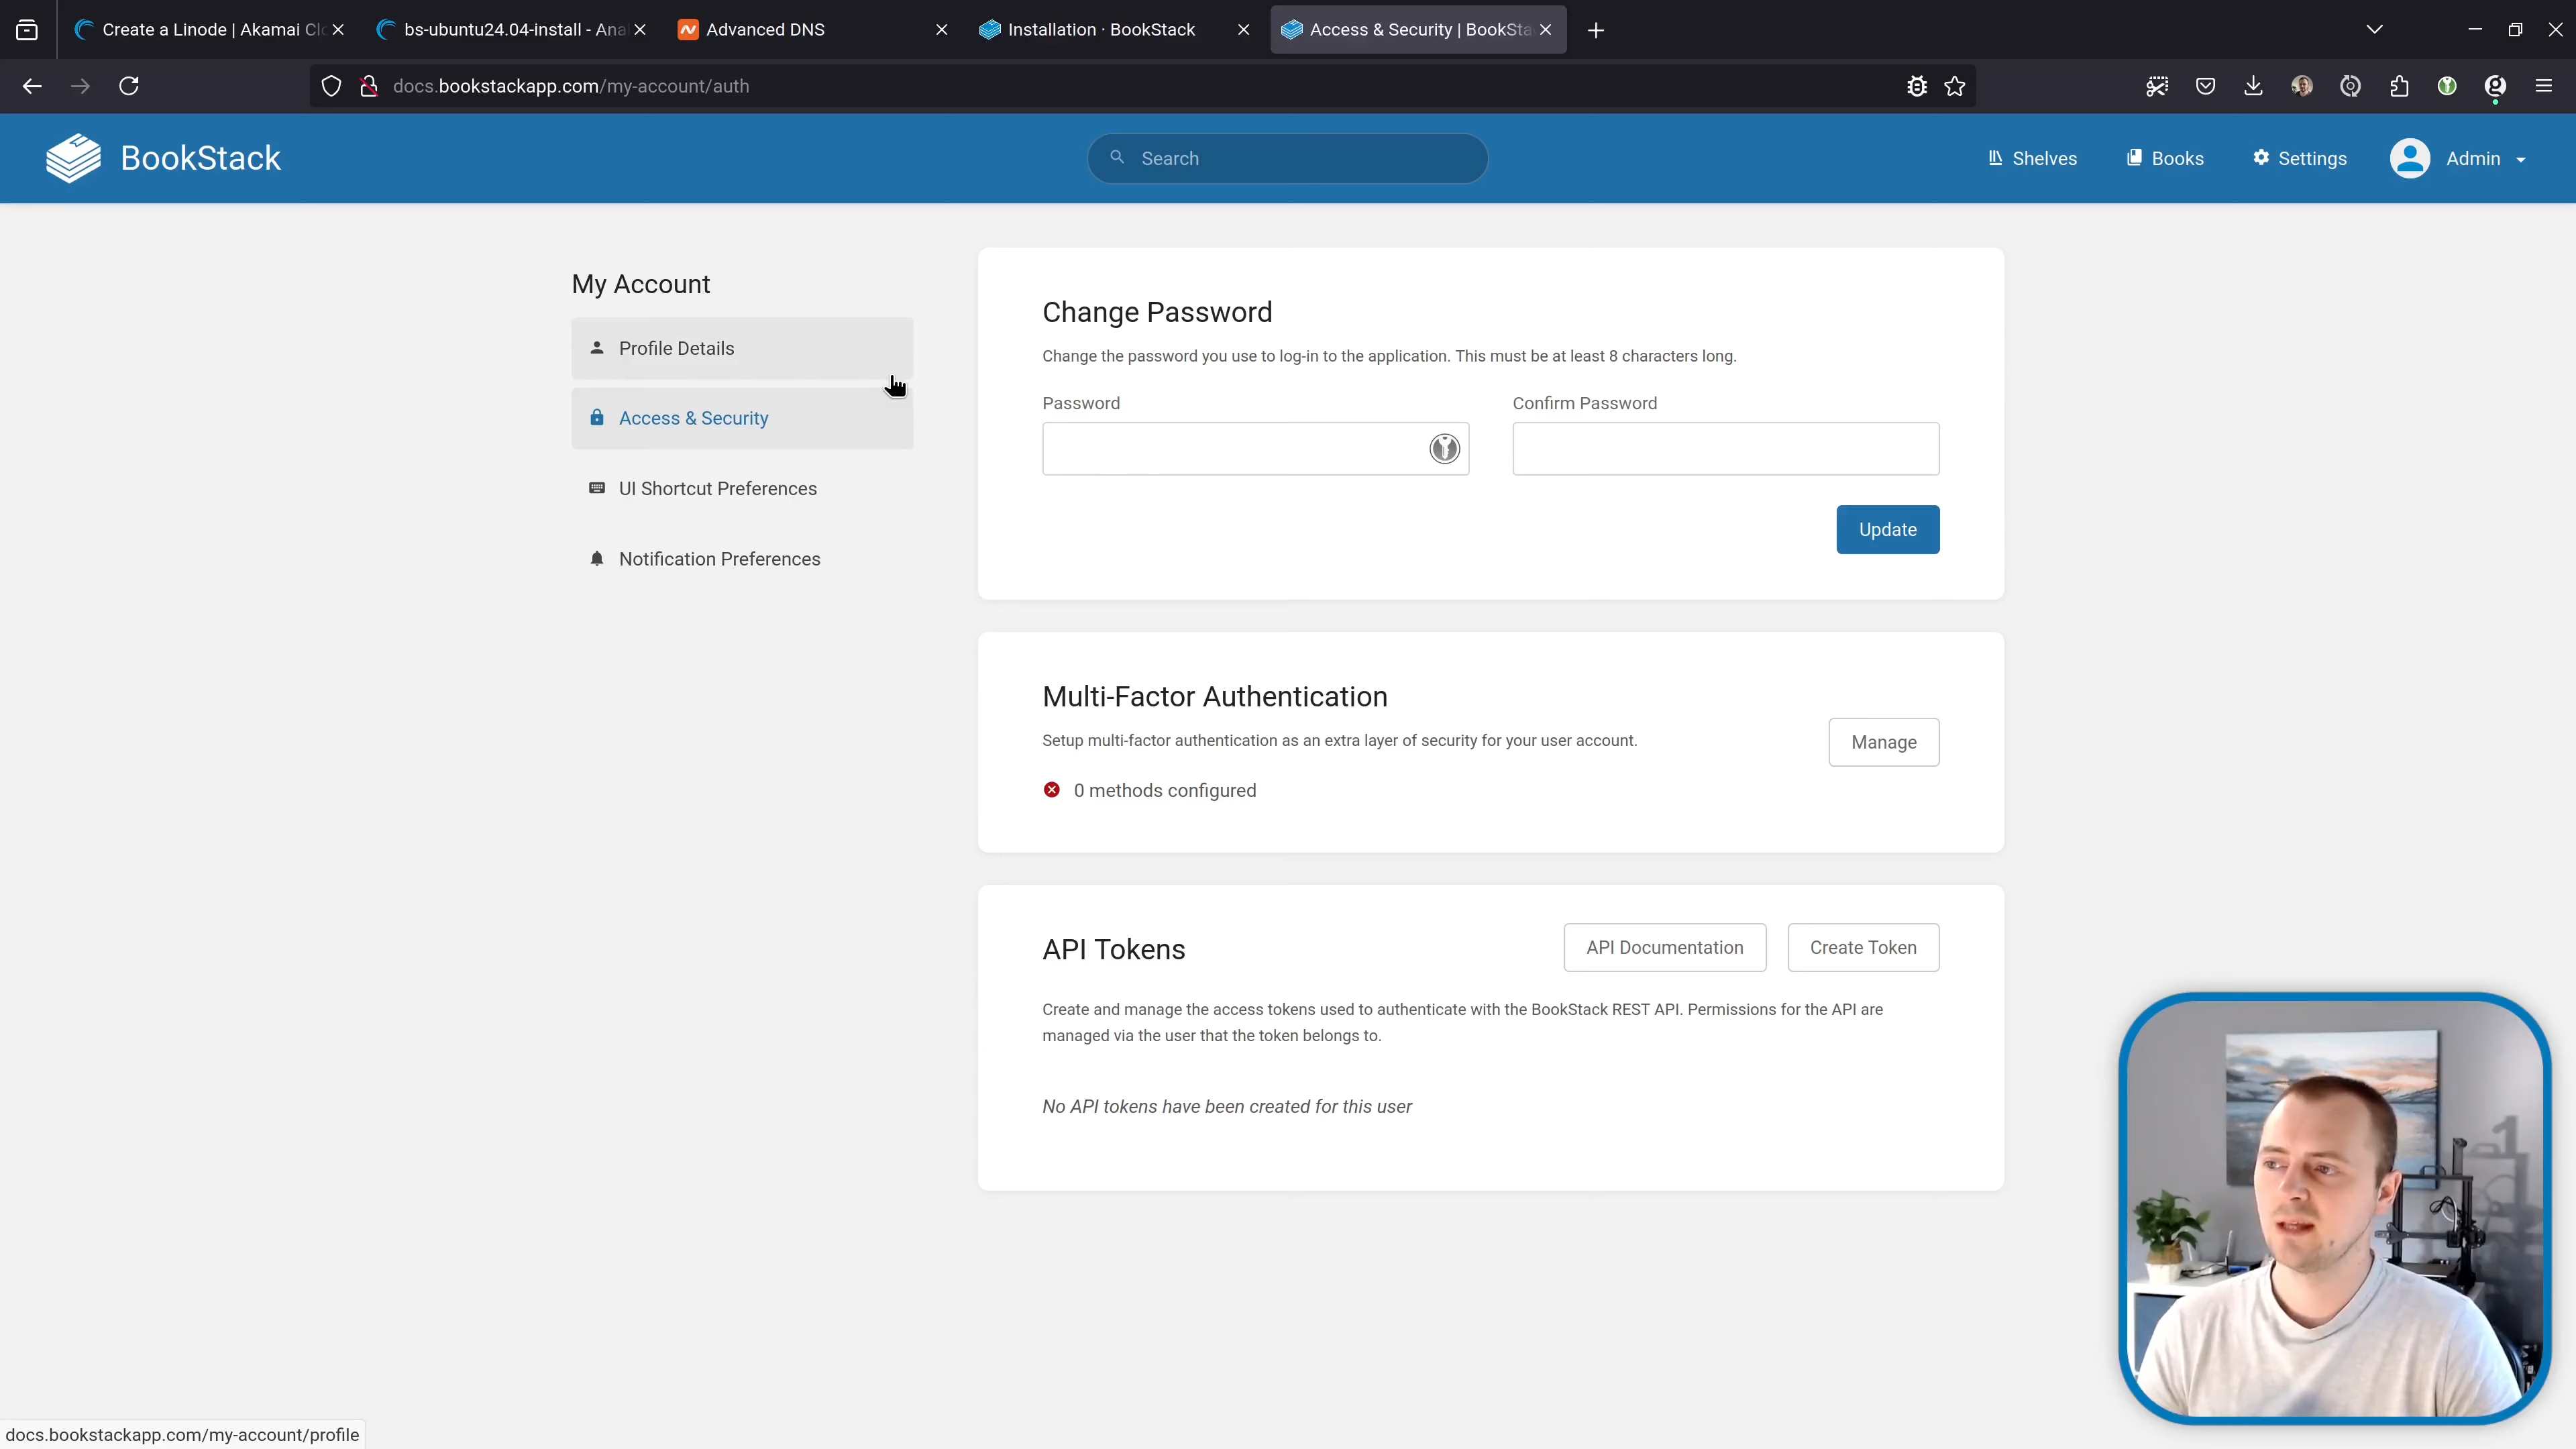 Create a Linode | Akamai Clo
bs-ubuntu24.04-install - Anal
Advanced DNS
Installation · BookStack
Access & Security | BookSta
docs.bookstackapp.com/my-account/auth
BookStack
Search
Shelves
Books
Settings
Admin
My Account
Profile Details
Access & Security
UI Shortcut Preferences
Notification Preferences
Change Password
Change the password you use to log-in to the application. This must be at least 8 characters long.
Password
Confirm Password
Update
Multi-Factor Authentication
Setup multi-factor authentication as an extra layer of security for your user account.
Manage
0 methods configured
API Tokens
API Documentation
Create Token
Create and manage the access tokens used to authenticate with the BookStack REST API. Permissions for the API are
managed via the user that the token belongs to.
No API tokens have been created for this user
docs.bookstackapp.com/my-account/profile